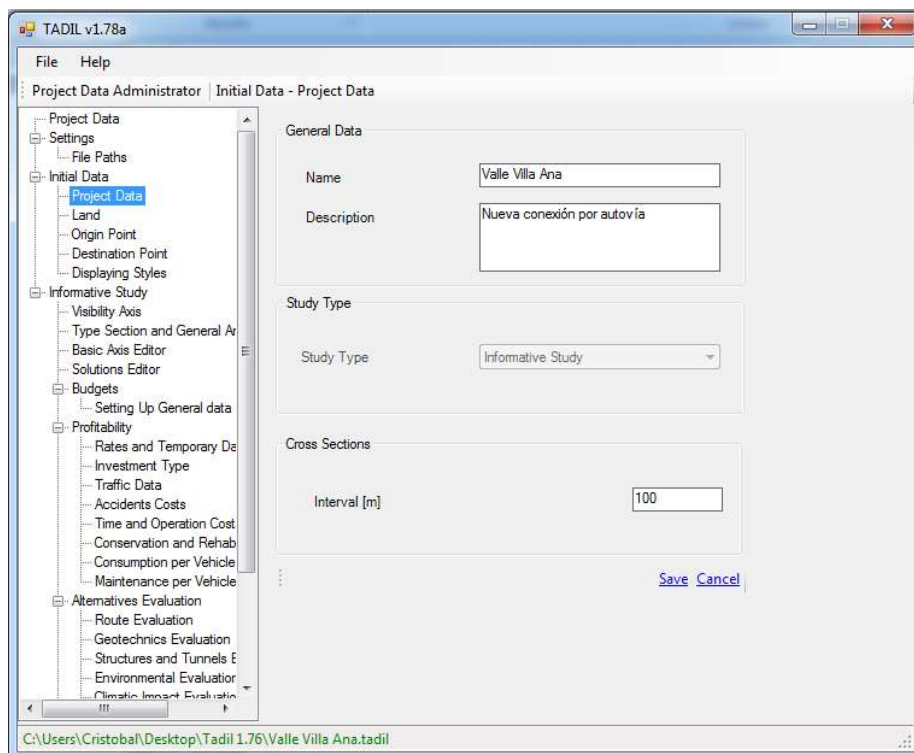 TADIL v1.78a
File Help
Project Data Administrator Initial Data - Project Data
Project Data
Settings
File Paths
Initial Data
Project Data
Land
Origin Point
Destination Point
Displaying Styles
Informative Study
Visibility Axis
Type Section and General Ar
Basic Axis Editor
Solutions Editor
Budgets
Setting Up General data
Profitability
Rates and Temporary Da
Investment Type
Traffic Data
Accidents Costs
Time and Operation Cost
Conservation and Rehab
Consumption per Vehicle
Maintenance per Vehicle
Alternatives Evaluation
Route Evaluation
Geotechnics Evaluation
Structures and Tunnels E
Environmental Evaluation
Climatic Impact Evaluatio
General Data
Name Valle Villa Ana
Description Nueva conexión por autovía
Study Type
Study Type Informative Study
Cross Sections
Interval [m] 100
Save Cancel
C:\Users\Cristobal\Desktop\Tadil 1.76\Valle Villa Ana.tadil